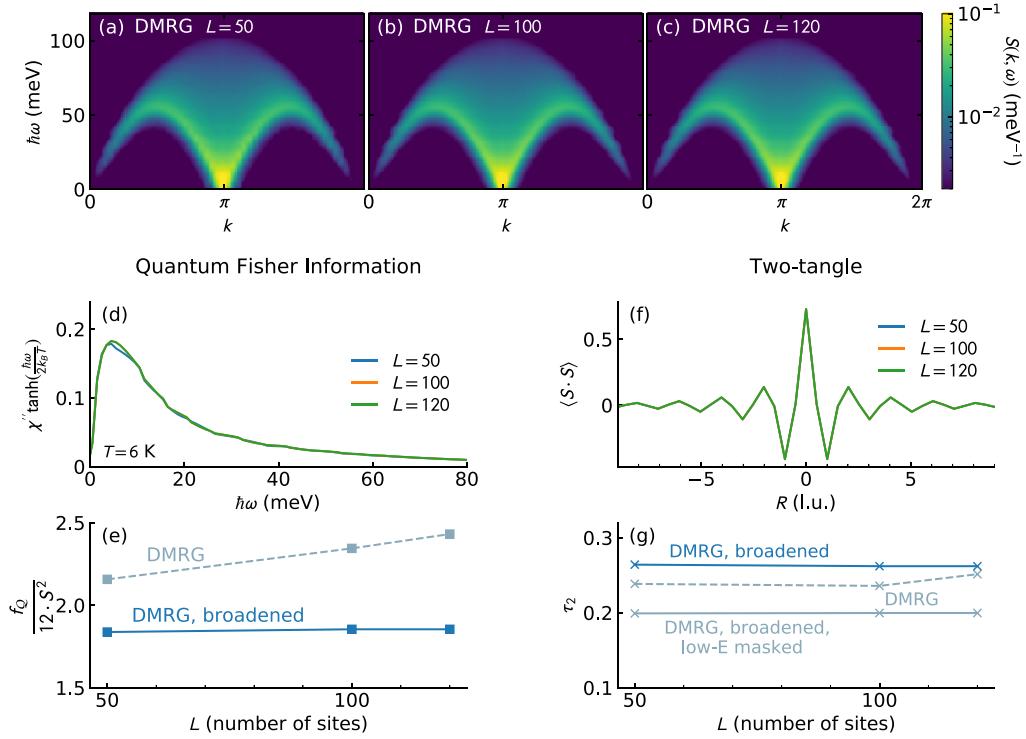 (a) DMRG L=50
(b) DMRG L=100
(c) DMRG L=120
ℏω (meV)
100
50
0
0
π
k
0
π
k
0
π
2π
k
10⁻¹
10⁻²
S(k, ω) (meV⁻¹)
Quantum Fisher Information
Two-tangle
(d)
χ′′ tanh(ℏω/2k_BT)
0.2
0.1
0
L=50
L=100
L=120
T=6 K
0
20
40
60
80
ℏω (meV)
(f)
⟨S · S⟩
0.5
0
L=50
L=100
L=120
−5
0
5
R (l.u.)
(e)
f_Q/12 · S²
2.5
2.0
1.5
DMRG
DMRG, broadened
50
100
L (number of sites)
(g)
τ₂
0.3
0.2
0.1
DMRG, broadened
DMRG
DMRG, broadened,
low-E masked
50
100
L (number of sites)